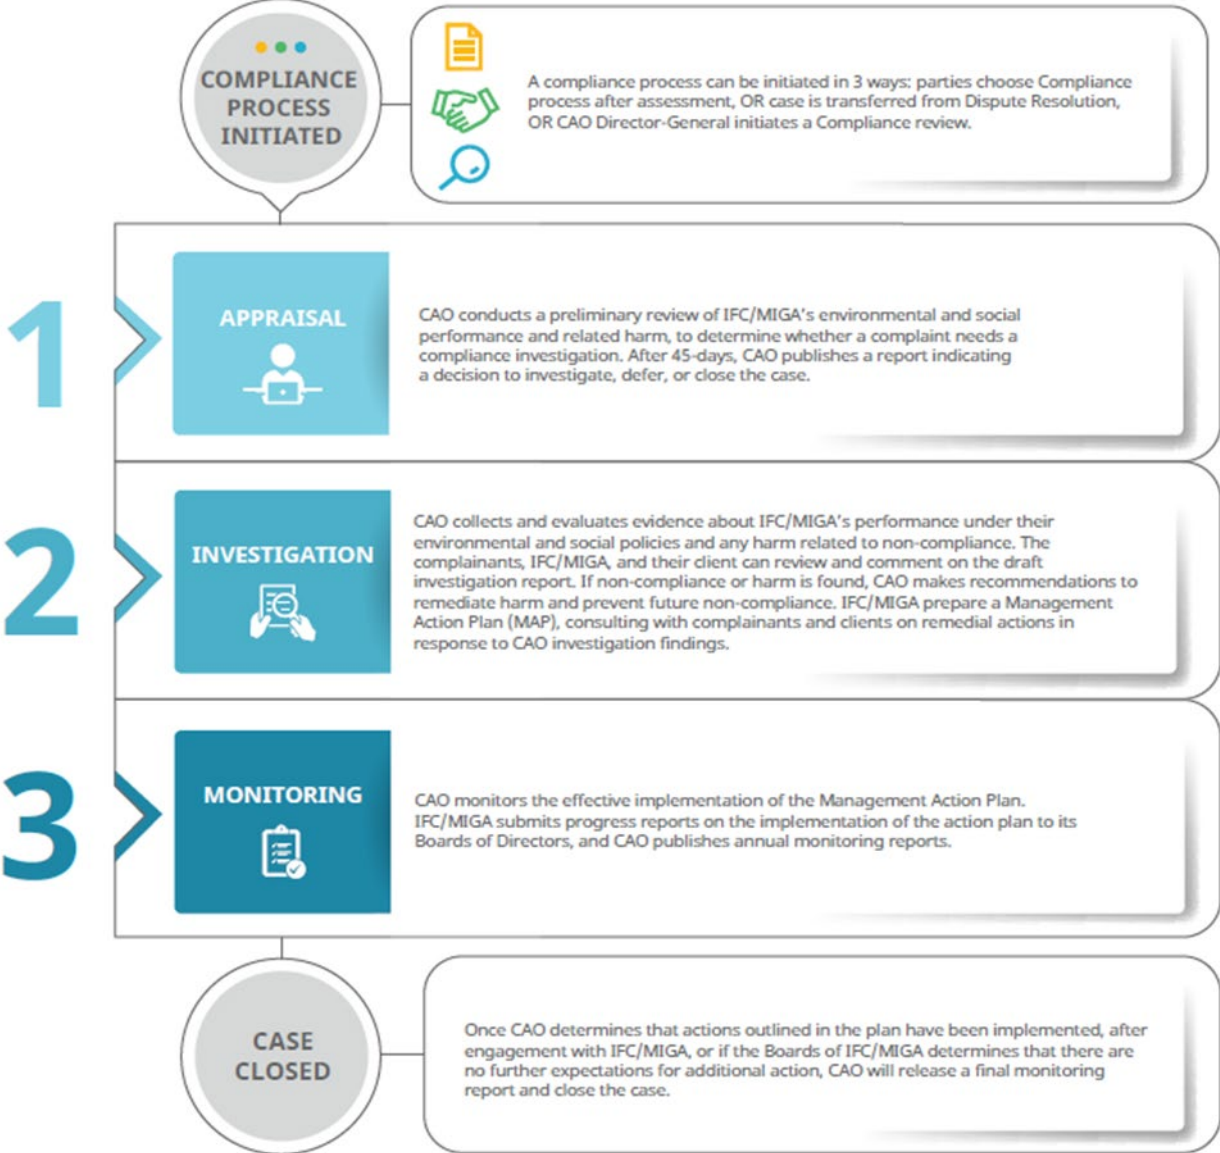 COMPLIANCE
PROCESS
INITIATED
A compliance process can be initiated in 3 ways: parties choose Compliance
process after assessment, OR case is transferred from Dispute Resolution,
OR CAO Director-General initiates a Compliance review.
1
APPRAISAL
CAO conducts a preliminary review of IFC/MIGA's environmental and social
performance and related harm, to determine whether a complaint needs a
compliance investigation. After 45-days, CAO publishes a report indicating
a decision to investigate, defer, or close the case.
2
INVESTIGATION
CAO collects and evaluates evidence about IFC/MIGA's performance under their
environmental and social policies and any harm related to non-compliance. The
complainants, IFC/MIGA, and their client can review and comment on the draft
investigation report. If non-compliance or harm is found, CAO makes recommendations to
remediate harm and prevent future non-compliance. IFC/MIGA prepare a Management
Action Plan (MAP), consulting with complainants and clients on remedial actions in
response to CAO investigation findings.
3
MONITORING
CAO monitors the effective implementation of the Management Action Plan.
IFC/MIGA submits progress reports on the implementation of the action plan to its
Boards of Directors, and CAO publishes annual monitoring reports.
CASE
CLOSED
Once CAO determines that actions outlined in the plan have been implemented, after
engagement with IFC/MIGA, or if the Boards of IFC/MIGA determines that there are
no further expectations for additional action, CAO will release a final monitoring
report and close the case.